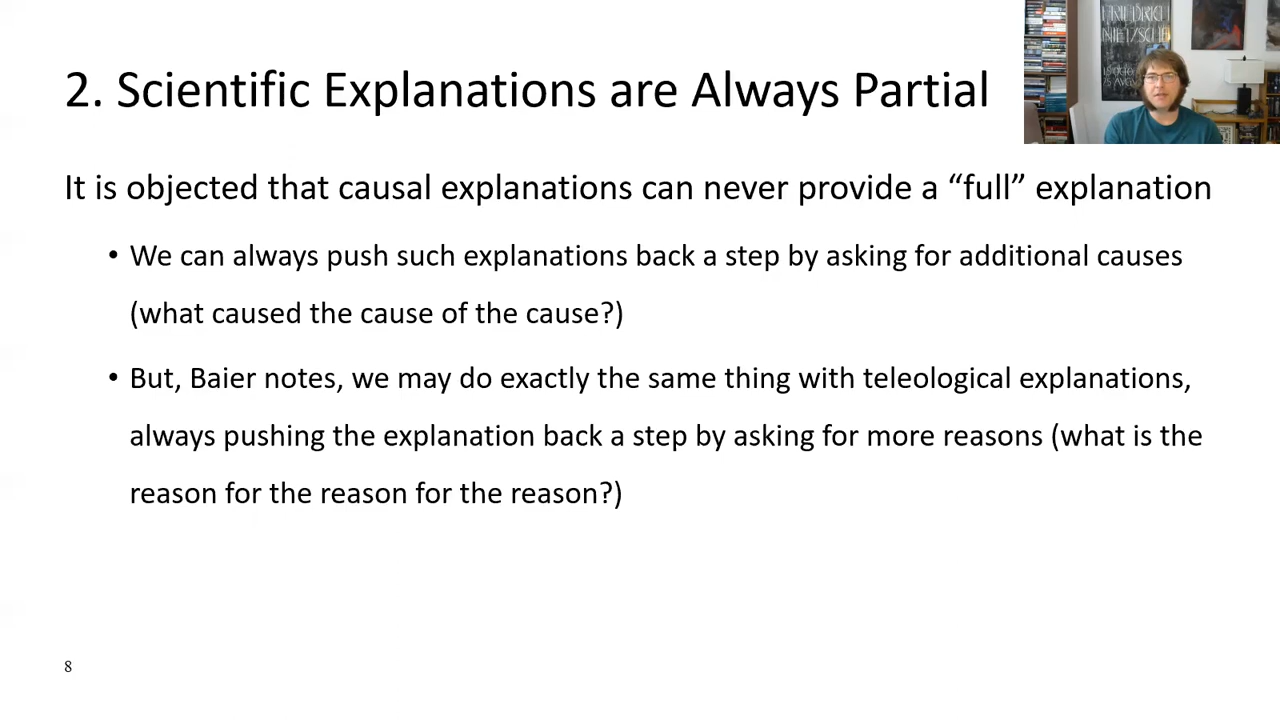 2. Scientific Explanations are Always Partial
FRIEDRICH
NIETZSCHE
It is objected that causal explanations can never provide a “full” explanation
• We can always push such explanations back a step by asking for additional causes
(what caused the cause of the cause?)
• But, Baier notes, we may do exactly the same thing with teleological explanations,
always pushing the explanation back a step by asking for more reasons (what is the
reason for the reason for the reason?)
8